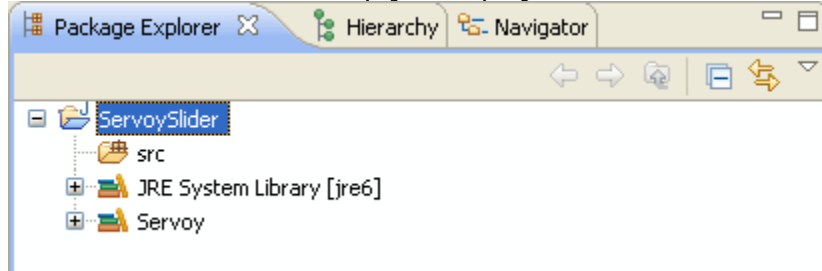 Package Explorer Hierarchy Navigator
ServoySlider
src
JRE System Library [jre6]
Servoy